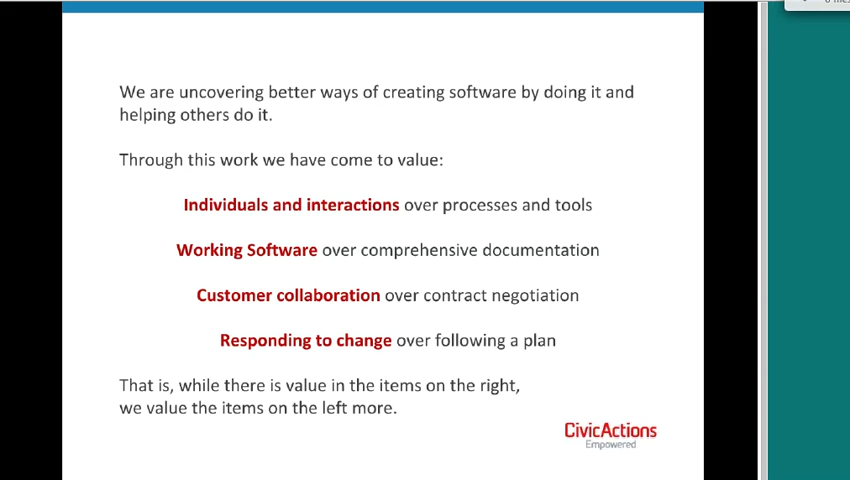 We are uncovering better ways of creating software by doing it and
helping others do it.
Through this work we have come to value:
Individuals and interactions over processes and tools
Working Software over comprehensive documentation
Customer collaboration over contract negotiation
Responding to change over following a plan
That is, while there is value in the items on the right,
we value the items on the left more.
CivicActions
Empowered